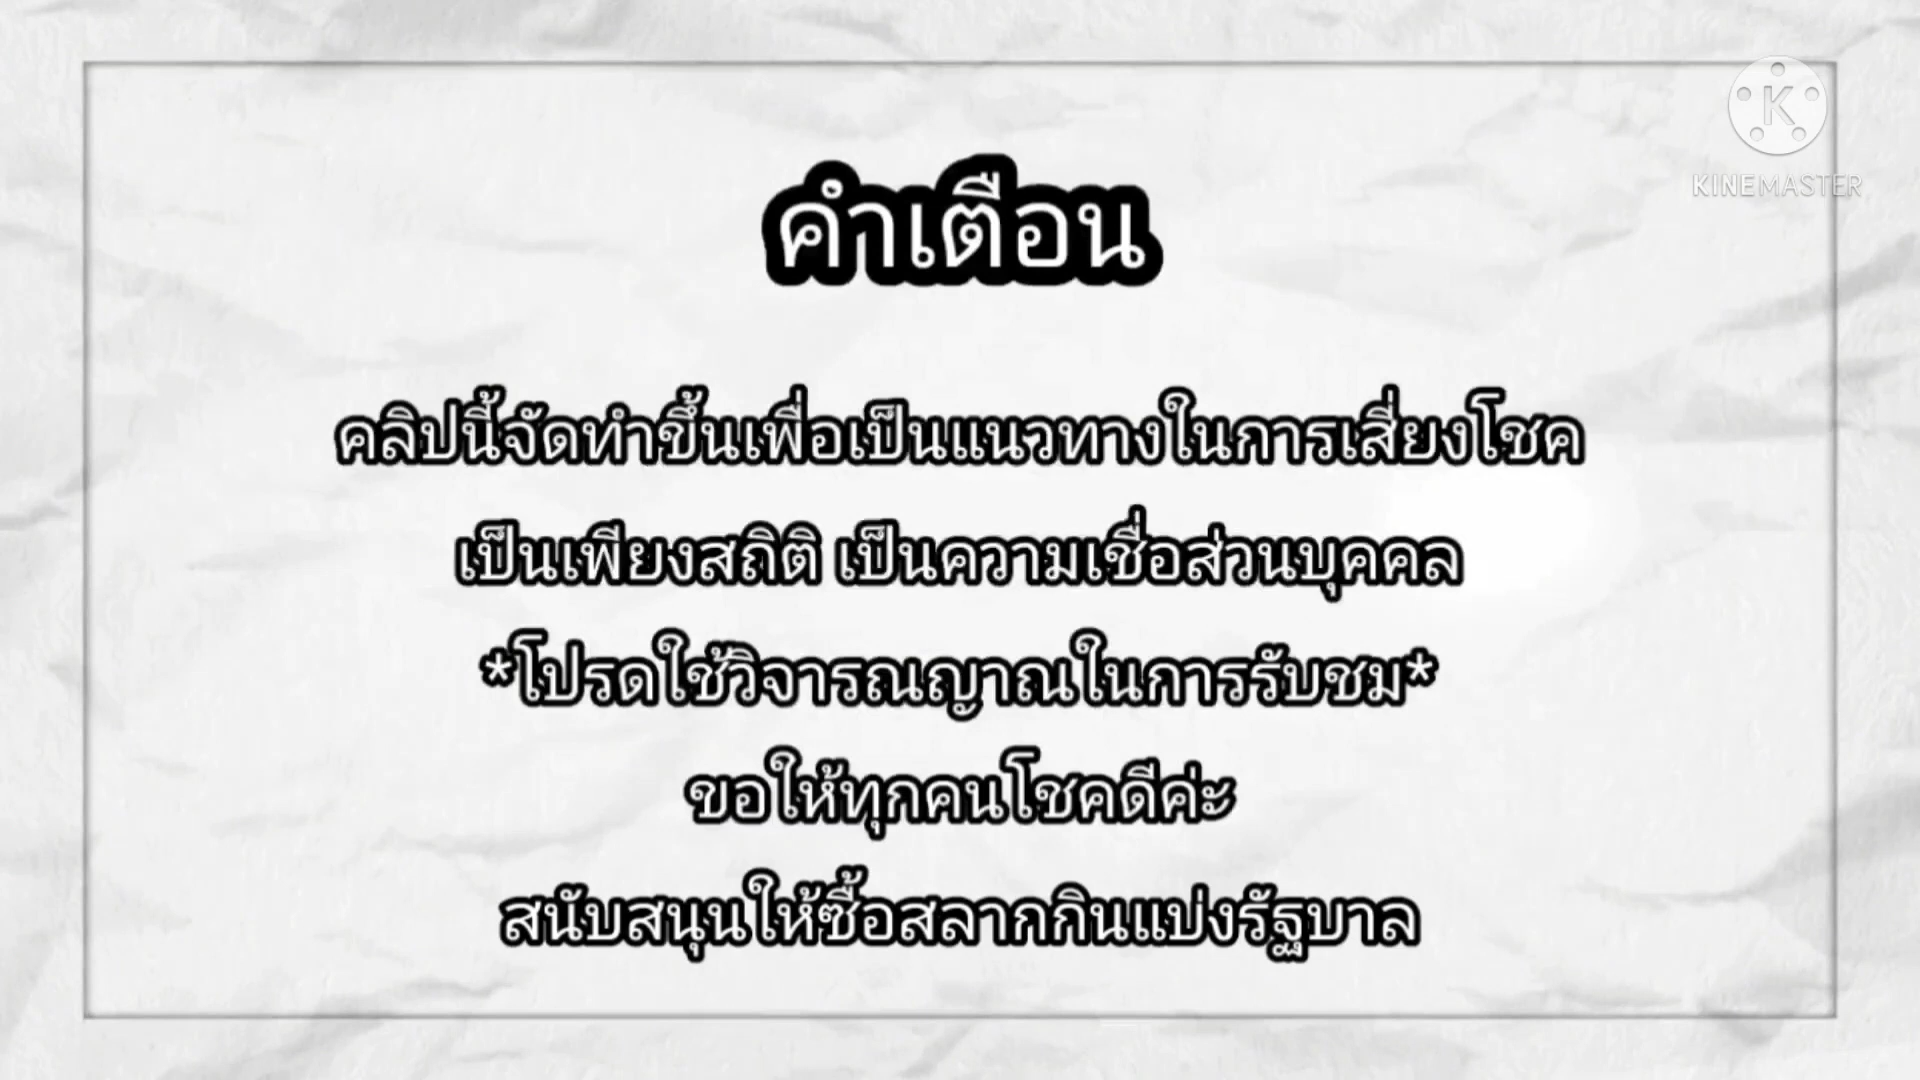 KINEMASTER
คำเตือน
คลิปนี้จัดทำขึ้นเพื่อเป็นแนวทางในการเสี่ยงโชค
เป็นเพียงสถิติ เป็นความเชื่อส่วนบุคคล
*โปรดใช้วิจารณญาณในการรับชม*
ขอให้ทุกคนโชคดีค่ะ
สนับสนุนให้ซื้อสลากกินแบ่งรัฐบาล